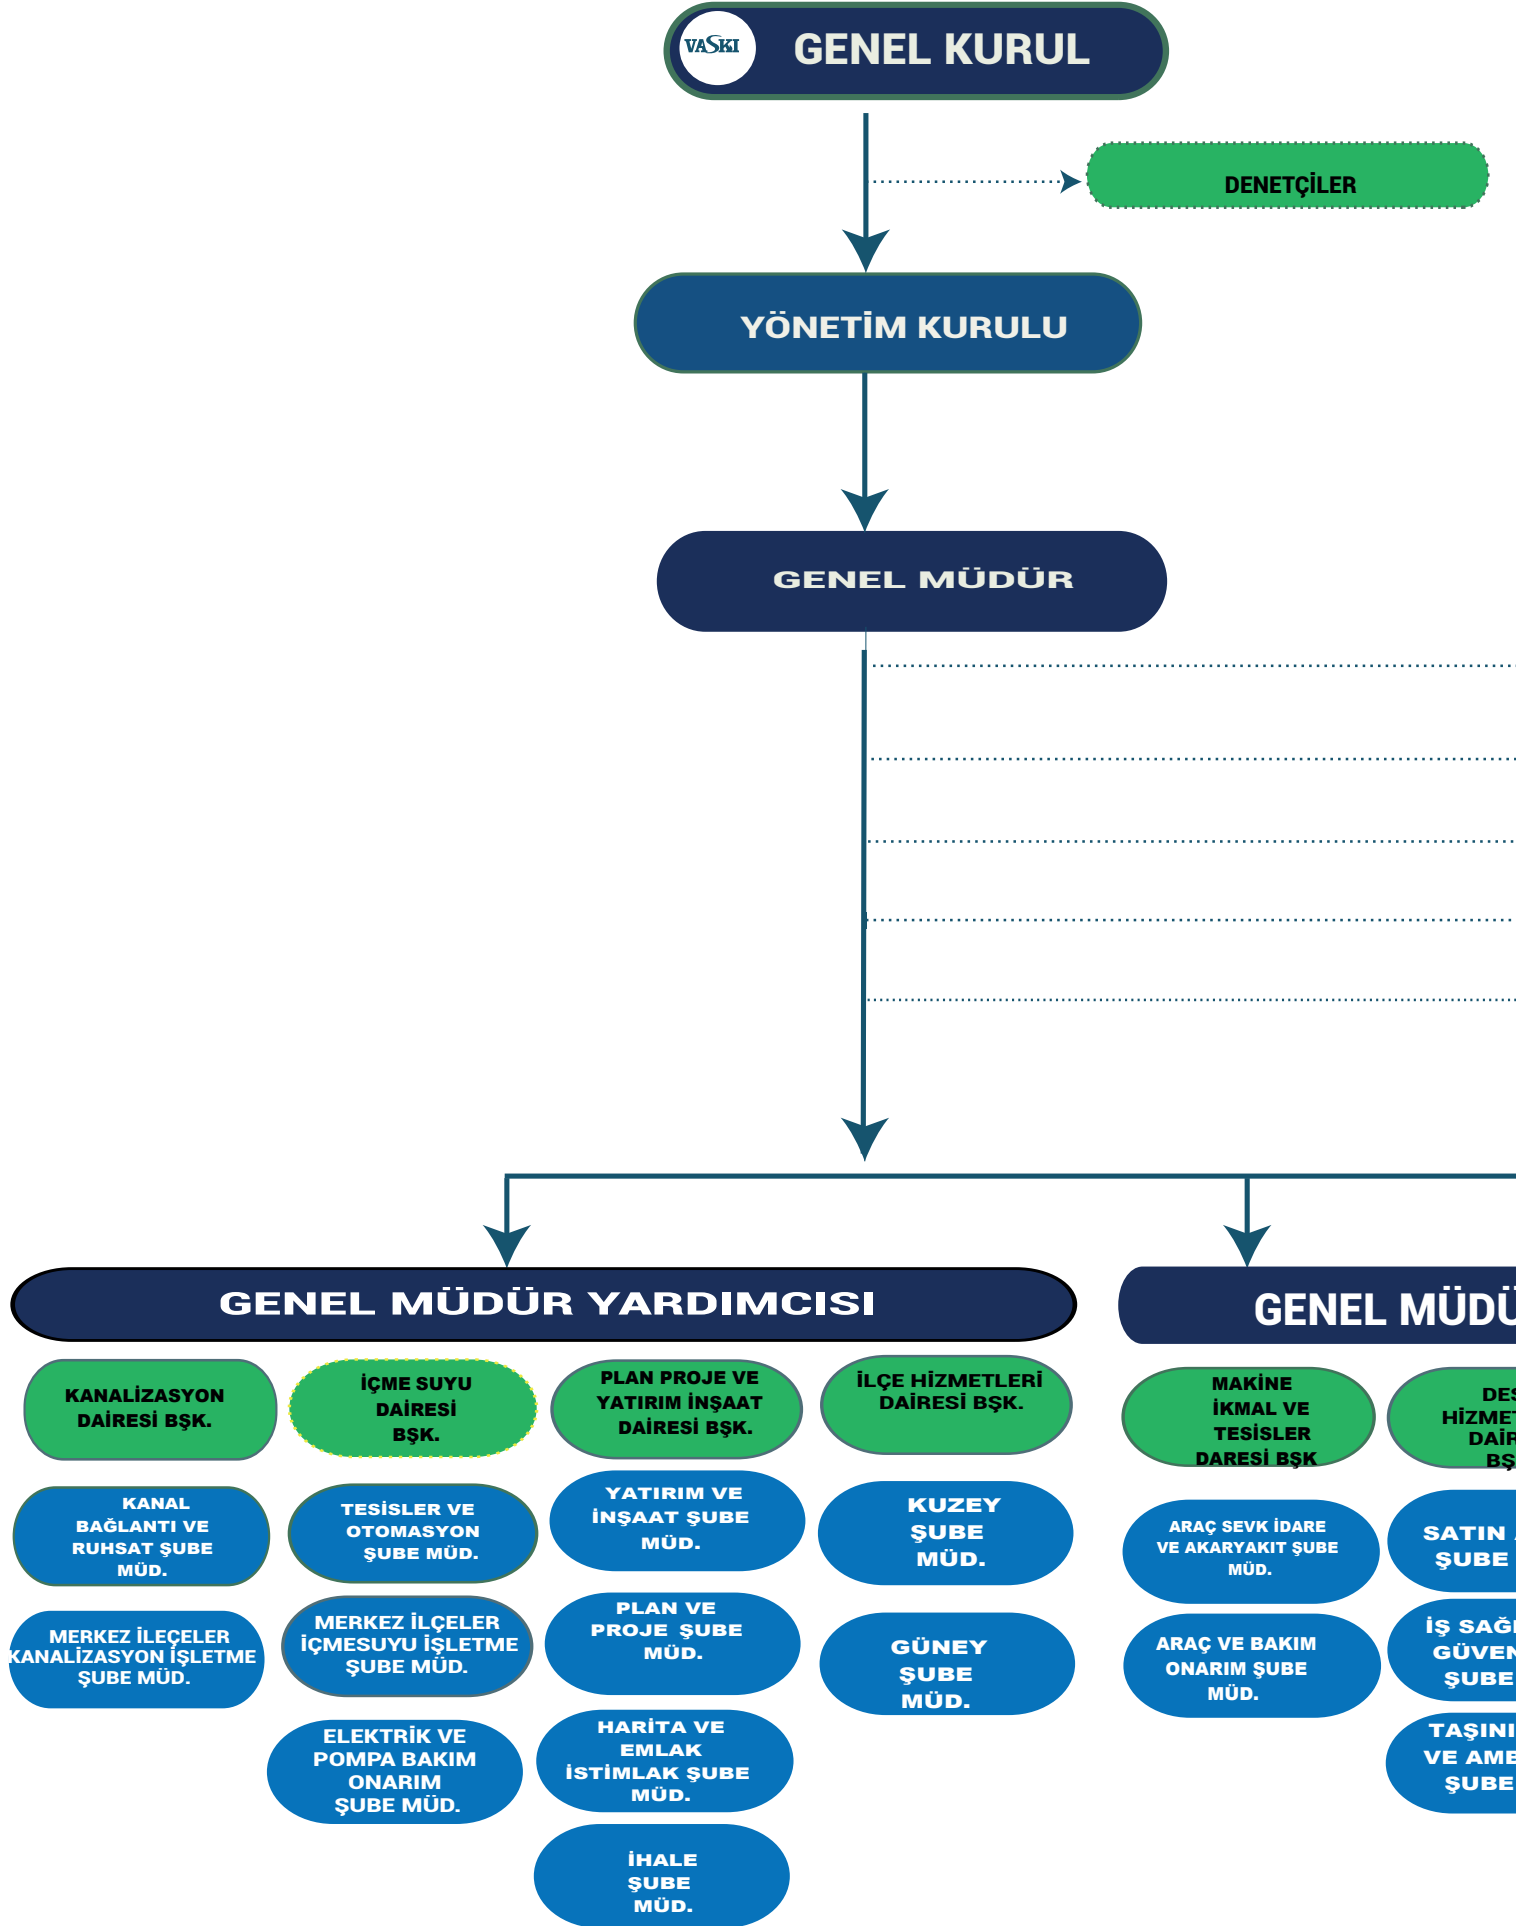 VASKI
GENEL KURUL
DENETÇİLER
YÖNETİM KURULU
GENEL MÜDÜR
GENEL MÜDÜR YARDIMCISI
KANALİZASYON
DAİRESİ BŞK.
KANAL
BAĞLANTI VE
RUHSAT ŞUBE
MÜD.
MERKEZ İLEÇELER
KANALİZASYON İŞLETME
ŞUBE MÜD.
İÇME SUYU
DAİRESİ
BŞK.
TESİSLER VE
OTOMASYON
ŞUBE MÜD.
MERKEZ İLÇELER
İÇMESUYU İŞLETME
ŞUBE MÜD.
ELEKTRİK VE
POMPA BAKIM
ONARIM
ŞUBE MÜD.
PLAN PROJE VE
YATIRIM İNŞAAT
DAİRESİ BŞK.
YATIRIM VE
İNŞAAT ŞUBE
MÜD.
PLAN VE
PROJE ŞUBE
MÜD.
HARİTA VE
EMLAK
İSTİMLAK ŞUBE
MÜD.
İHALE
ŞUBE
MÜD.
İLÇE HİZMETLERİ
DAİRESİ BŞK.
KUZEY
ŞUBE
MÜD.
GÜNEY
ŞUBE
MÜD.
GENEL
MAKİNE
İKMAL VE
TESİSLER
DARESİ BŞK
ARAÇ SEVK İDARE
VE AKARYAKIT ŞUBE
MÜD.
ARAÇ VE BAKIM
ONARIM ŞUBE
MÜD.
SATIN
ŞUBE
İŞ
ŞUBE
VE
ŞUBE